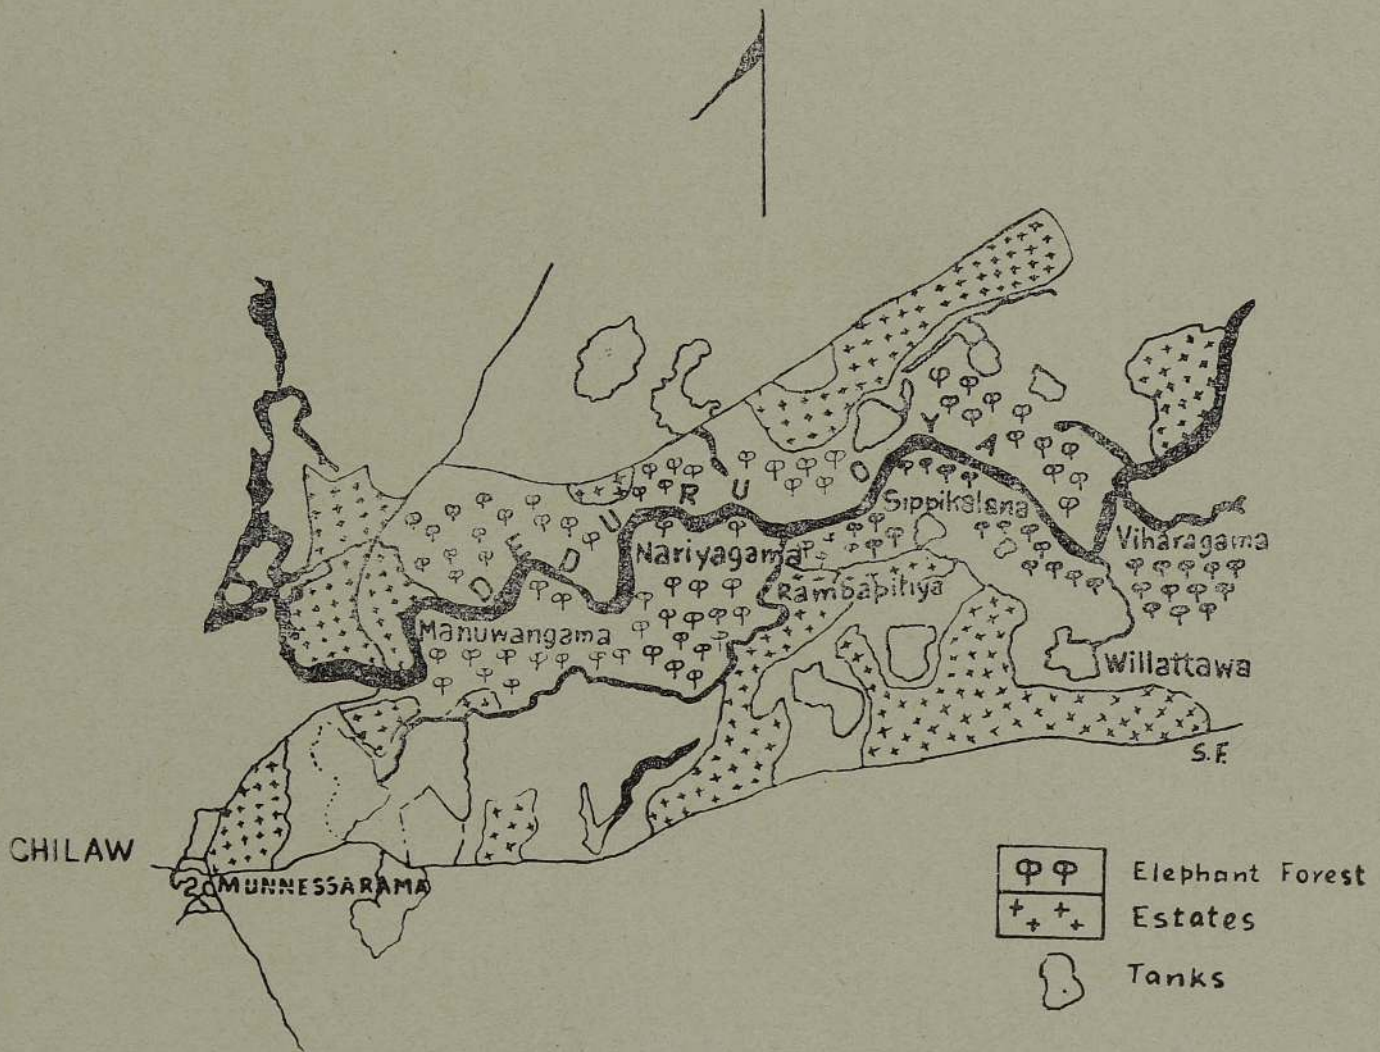 DEDURU OYA
Sippikalana
Nariyagama
Viharagama
Rambapitiya
Manuwangama
Willattawa
S.F.
CHILAW
MUNNESSARAMA
Elephant Forest
Estates
Tanks